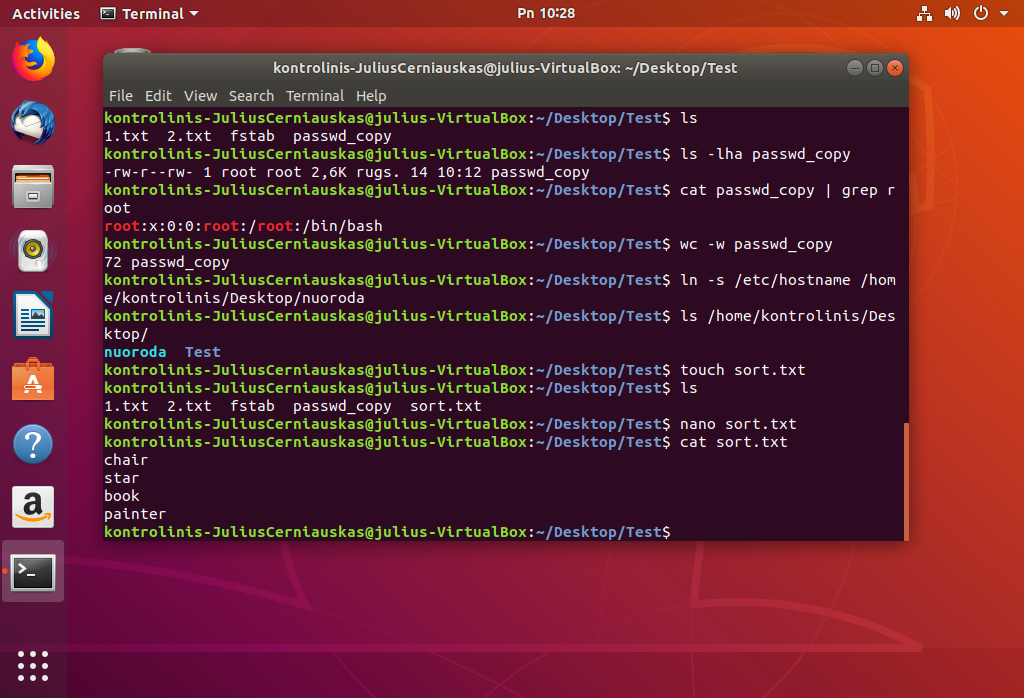 Activities Terminal Pn 10:28
kontrolinis-JuliusCerniauskas@julius-VirtualBox: ~/Desktop/Test
File Edit View Search Terminal Help
kontrolinis-JuliusCerniauskas@julius-VirtualBox:~/Desktop/Test$ ls
1.txt  2.txt  fstab  passwd_copy
kontrolinis-JuliusCerniauskas@julius-VirtualBox:~/Desktop/Test$ ls -lha passwd_copy
-rw-r--rw- 1 root root 2,6K rugs. 14 10:12 passwd_copy
kontrolinis-JuliusCerniauskas@julius-VirtualBox:~/Desktop/Test$ cat passwd_copy | grep r
oot
root:x:0:0:root:/root:/bin/bash
kontrolinis-JuliusCerniauskas@julius-VirtualBox:~/Desktop/Test$ wc -w passwd_copy
72 passwd_copy
kontrolinis-JuliusCerniauskas@julius-VirtualBox:~/Desktop/Test$ ln -s /etc/hostname /hom
e/kontrolinis/Desktop/nuoroda
kontrolinis-JuliusCerniauskas@julius-VirtualBox:~/Desktop/Test$ ls /home/kontrolinis/Des
ktop/
nuoroda  Test
kontrolinis-JuliusCerniauskas@julius-VirtualBox:~/Desktop/Test$ touch sort.txt
kontrolinis-JuliusCerniauskas@julius-VirtualBox:~/Desktop/Test$ ls
1.txt  2.txt  fstab  passwd_copy  sort.txt
kontrolinis-JuliusCerniauskas@julius-VirtualBox:~/Desktop/Test$ nano sort.txt
kontrolinis-JuliusCerniauskas@julius-VirtualBox:~/Desktop/Test$ cat sort.txt
chair
star
book
painter
kontrolinis-JuliusCerniauskas@julius-VirtualBox:~/Desktop/Test$